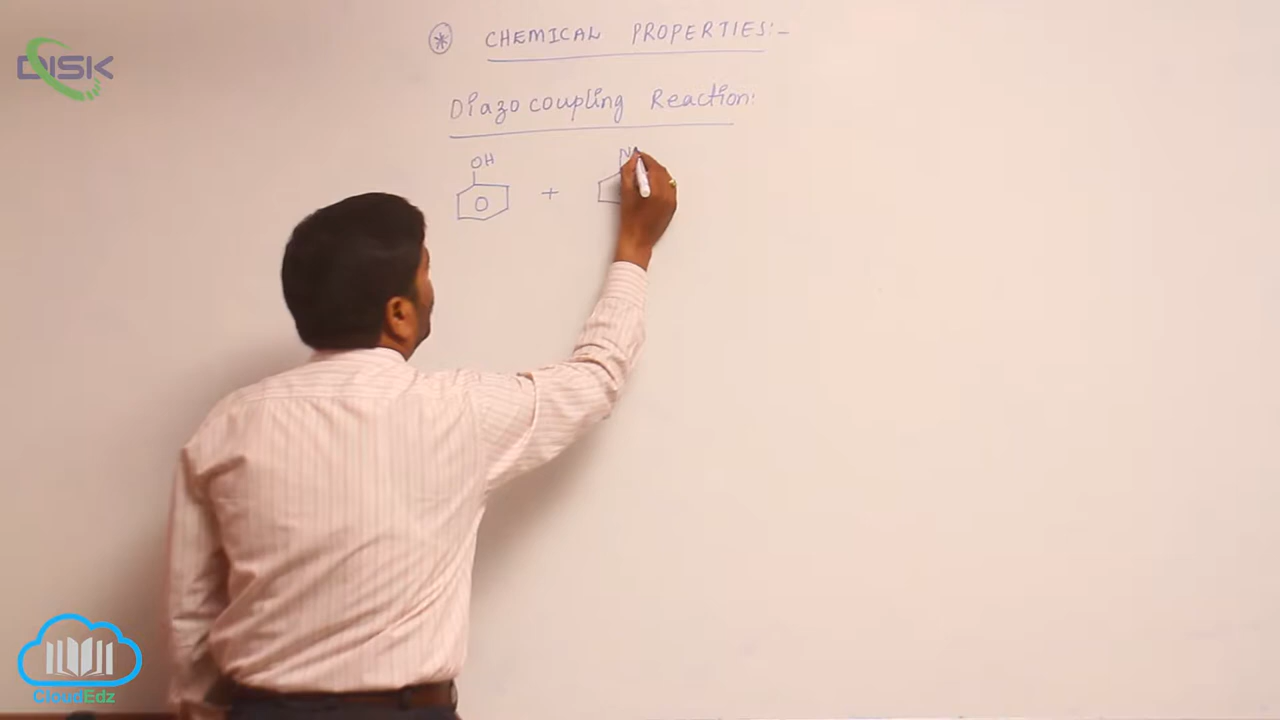 DISK
* CHEMICAL PROPERTIES:-
Diazo coupling Reaction:
OH
+
N
CloudEdz